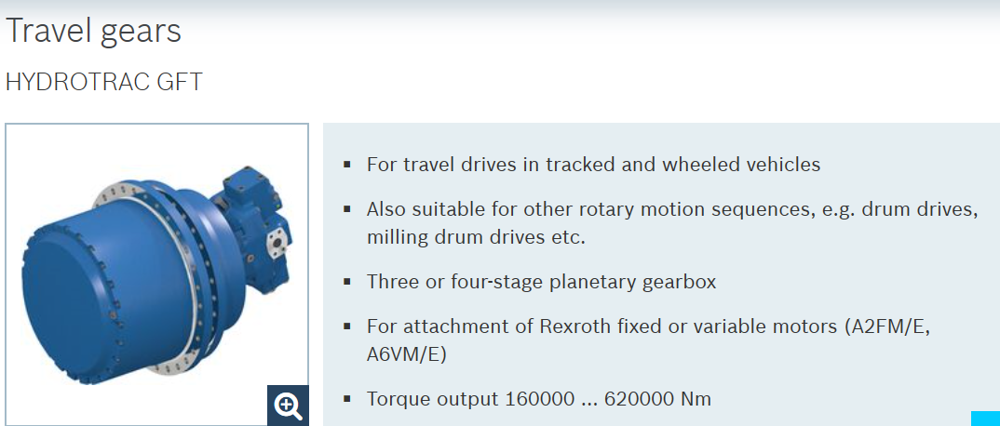 Travel gears
HYDROTRAC GFT
▪ For travel drives in tracked and wheeled vehicles
▪ Also suitable for other rotary motion sequences, e.g. drum drives,
milling drum drives etc.
▪ Three or four-stage planetary gearbox
▪ For attachment of Rexroth fixed or variable motors (A2FM/E,
A6VM/E)
▪ Torque output 160000 ... 620000 Nm